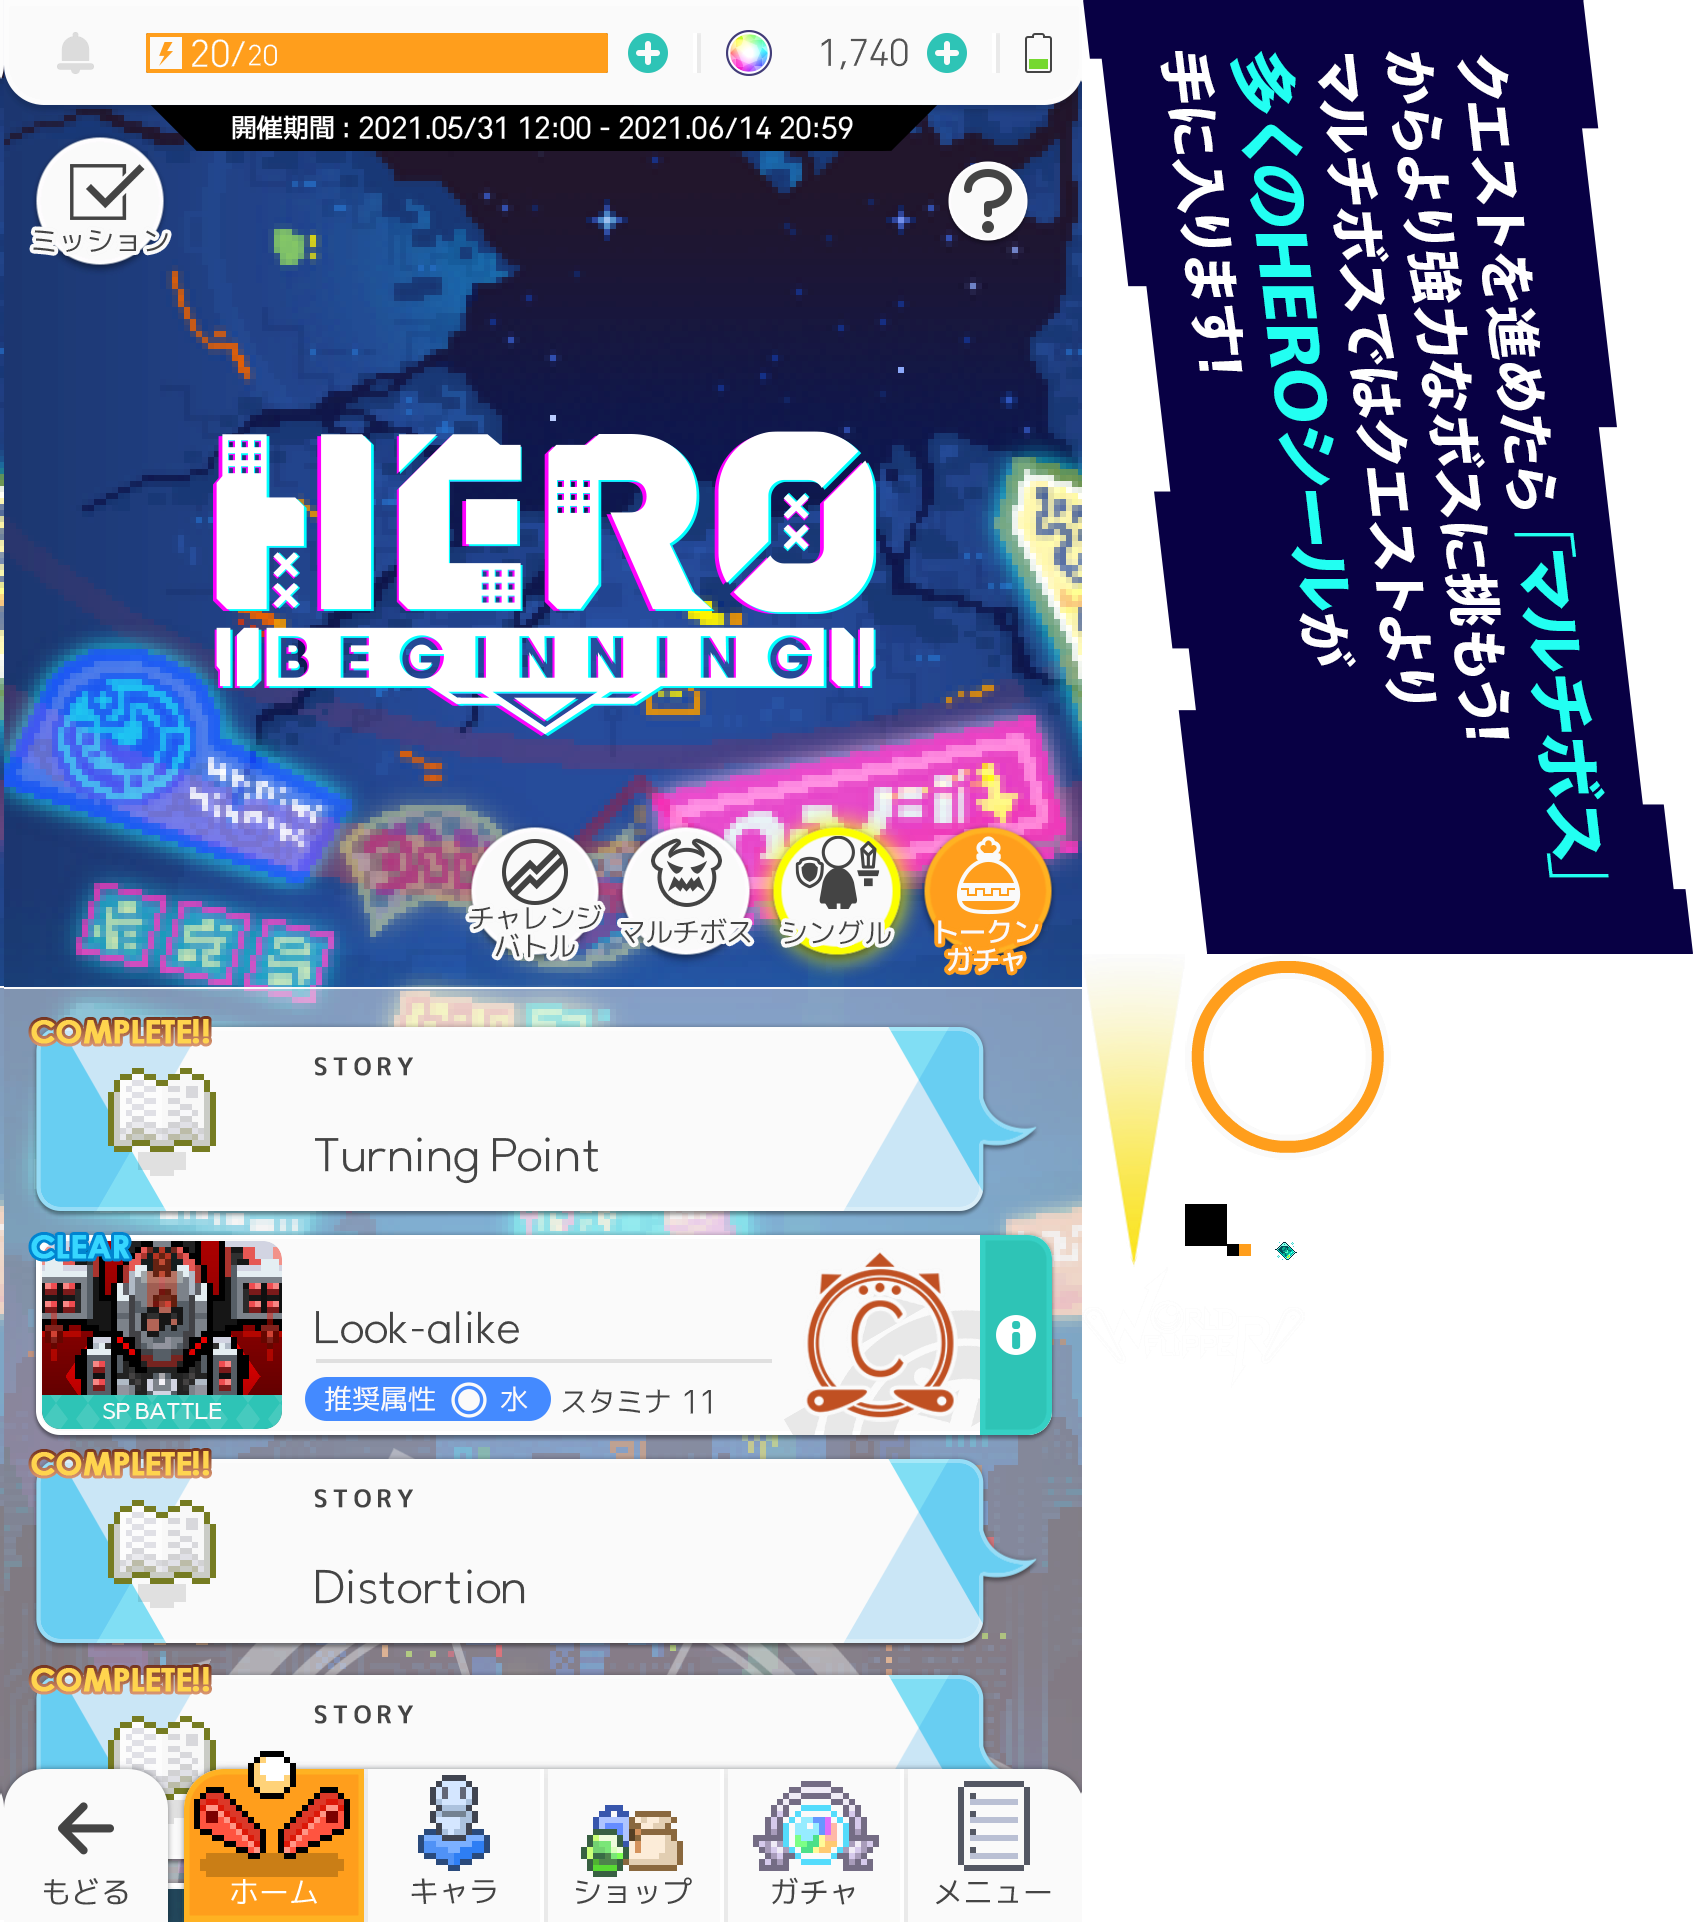 20/20
1,740
開催期間 : 2021.05/31 12:00 - 2021.06/14 20:59
ミッション
HERO
BEGINNING
チャレンジ
バトル
マルチボス
シングル
トークン
ガチャ
COMPLETE!!
STORY
Turning Point
CLEAR
SP BATTLE
Look-alike
推奨属性 水 スタミナ 11
C
COMPLETE!!
STORY
Distortion
COMPLETE!!
STORY
もどる
ホーム
キャラ
ショップ
ガチャ
メニュー
クエストを進めたら「マルチボス」
からより強力なボスに挑もう!
マルチボスではクエストより
多くのHEROシールが
手に入ります!